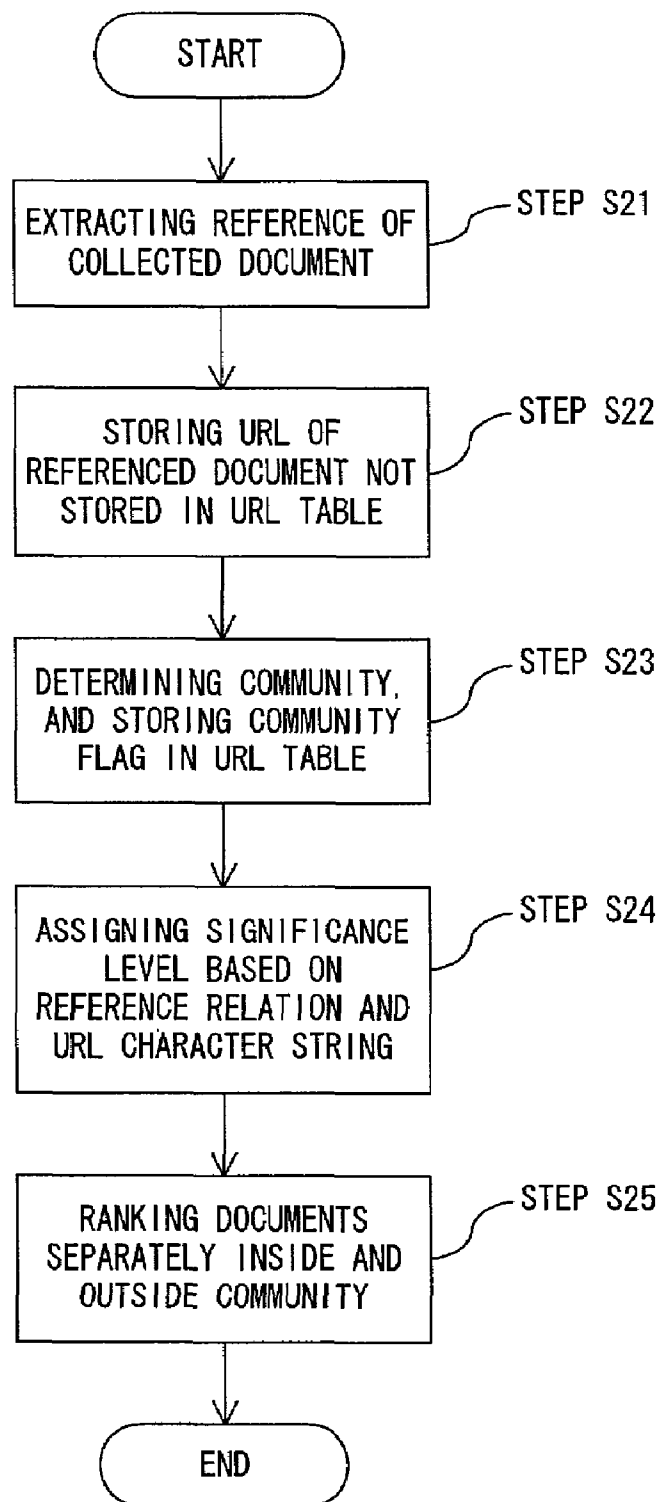 START
EXTRACTING REFERENCE OF
COLLECTED DOCUMENT
STEP S21
STORING URL OF
REFERENCED DOCUMENT NOT
STORED IN URL TABLE
STEP S22
DETERMINING COMMUNITY,
AND STORING COMMUNITY
FLAG IN URL TABLE
STEP S23
ASSIGNING SIGNIFICANCE
LEVEL BASED ON
REFERENCE RELATION AND
URL CHARACTER STRING
STEP S24
RANKING DOCUMENTS
SEPARATELY INSIDE AND
OUTSIDE COMMUNITY
STEP S25
END